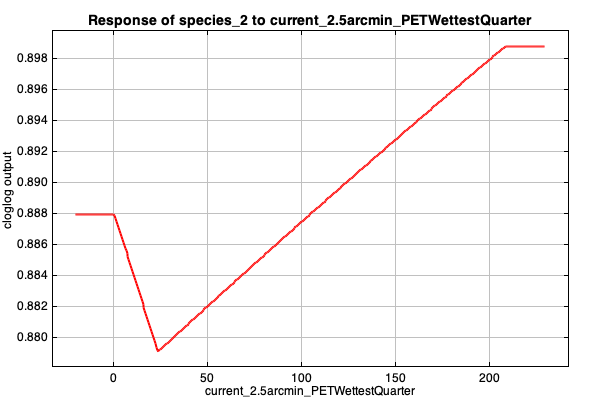 Response of species_2 to current_2.5arcmin_PETWettestQuarter
cloglog output
0.898
0.896
0.894
0.892
0.890
0.888
0.886
0.884
0.882
0.880
0 50 100 150 200
current_2.5arcmin_PETWettestQuarter